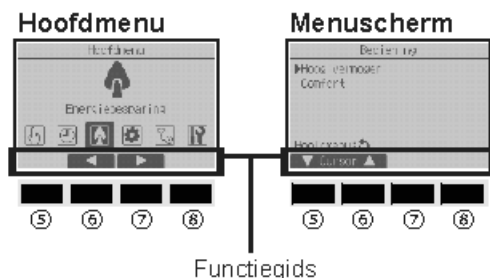 Hoofdmenu
Hoofdmenu
Energiebesparing
⑤ ⑥ ⑦ ⑧
Menuscherm
Bediening
Hoog vermogen
Comfort
Hoofdmenu
Cursor
⑤ ⑥ ⑦ ⑧
Functiegids